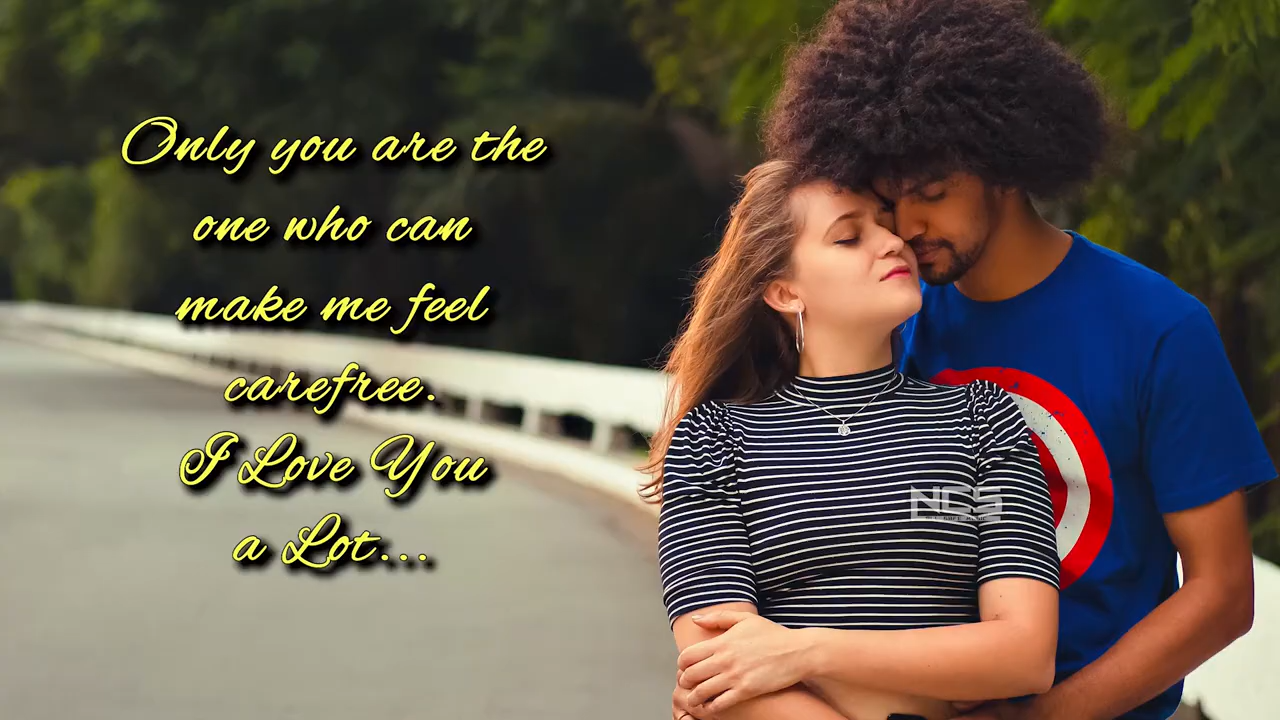 Only you are the
one who can
make me feel
carefree.
I Love You
a Lot...
NCS